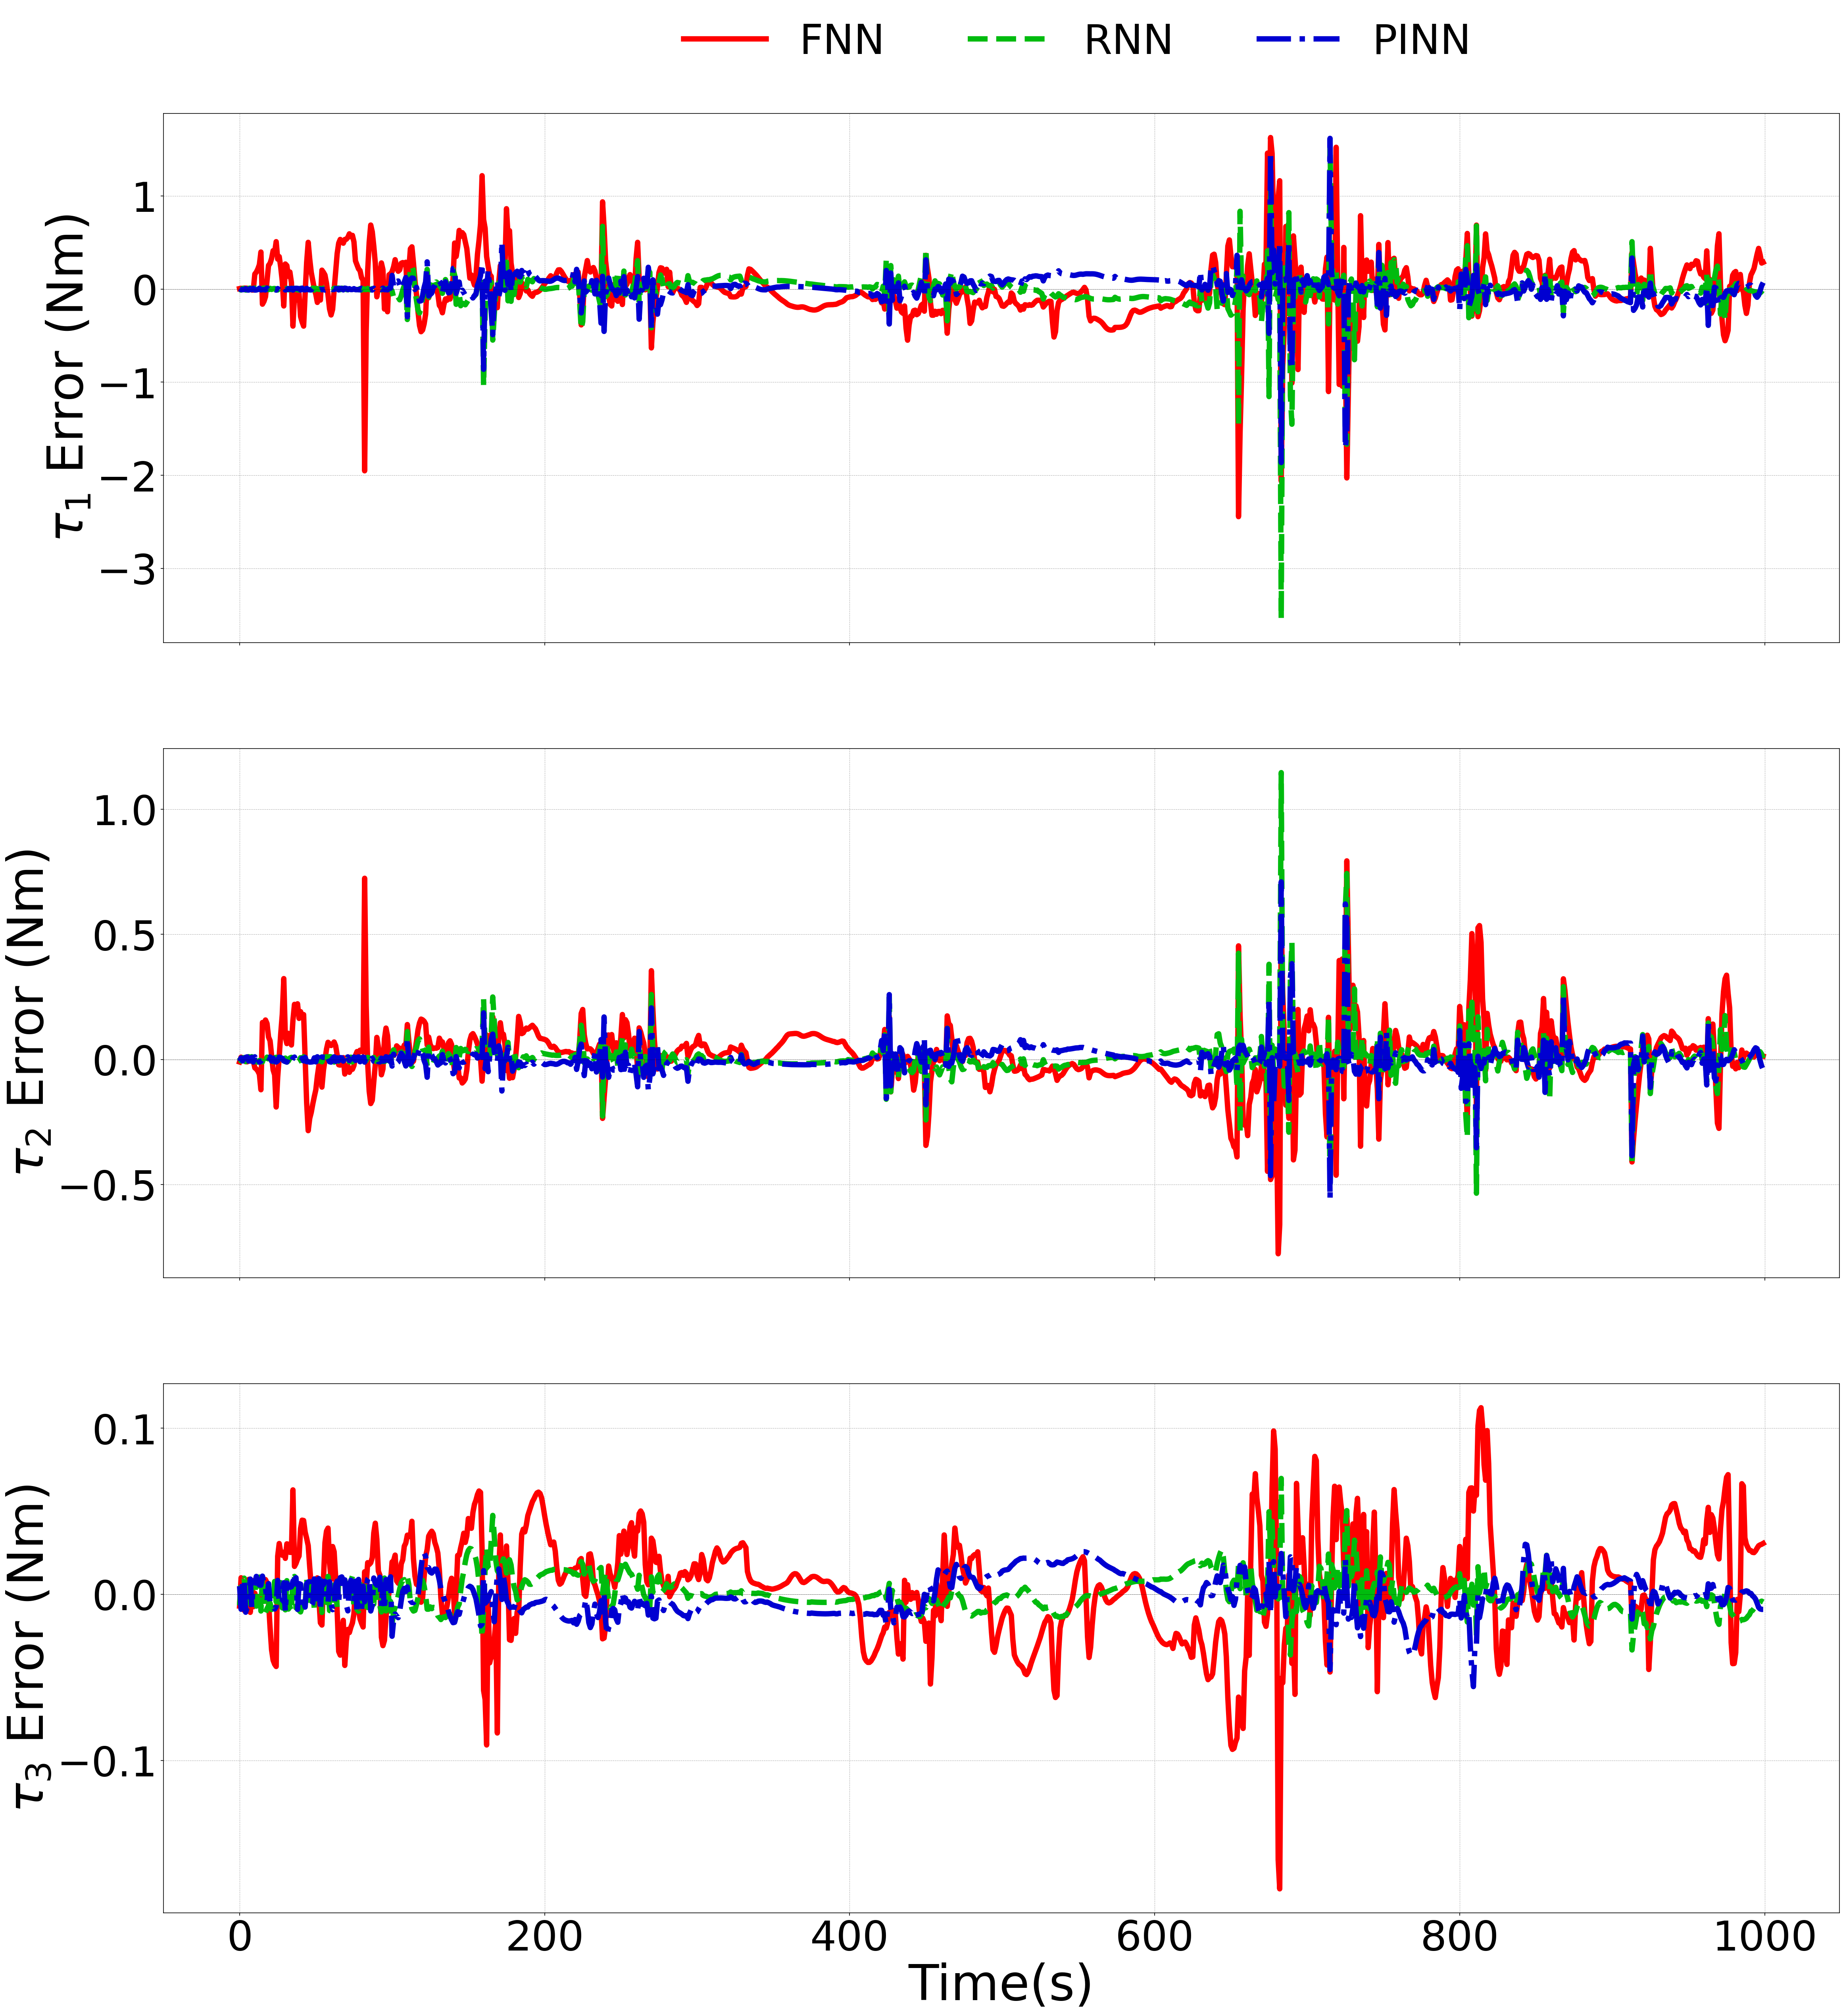 FNN RNN PINN
1
0
−1
−2
−3
τ1 Error (Nm)
1.0
0.5
0.0
−0.5
τ2 Error (Nm)
0.1
0.0
−0.1
τ3 Error (Nm)
0 200 400 600 800 1000
Time(s)